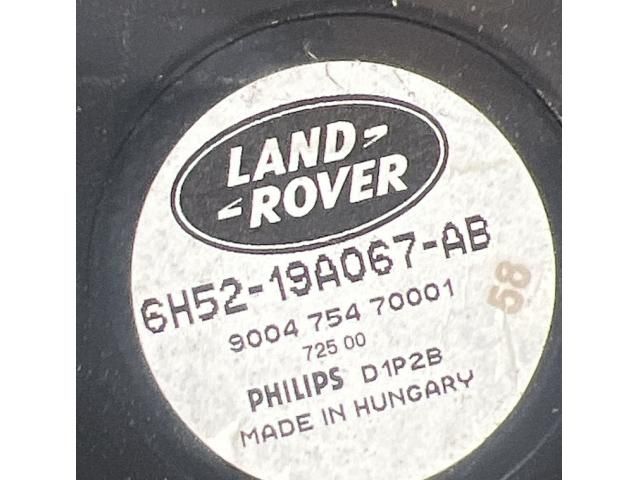 LAND
ROVER
6H52-19A067-AB
9004 754 70001
725 00
58
PHILIPS D1P2B
MADE IN HUNGARY